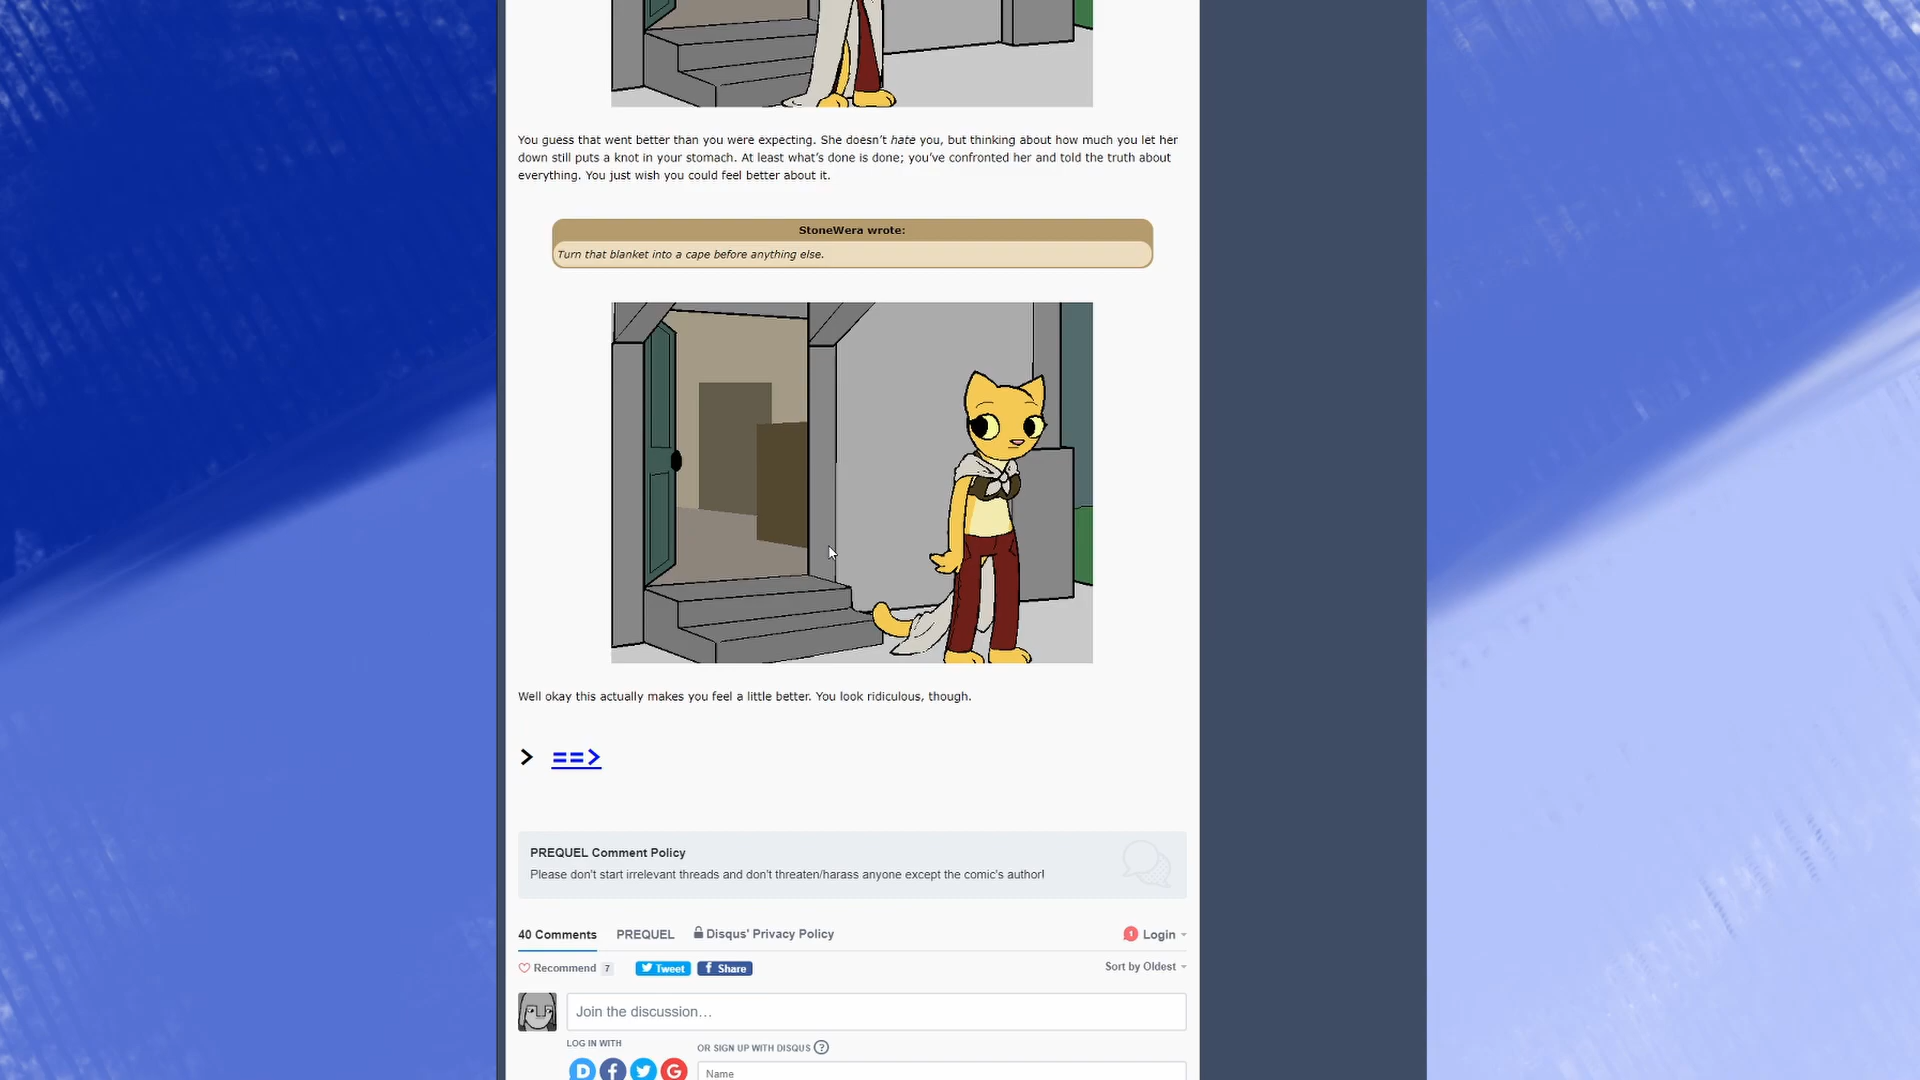 You guess that went better than you were expecting. She doesn't hate you, but thinking about how much you let her
down still puts a knot in your stomach. At least what's done is done; you've confronted her and told the truth about
everything. You just wish you could feel better about it.
StoneWera wrote:
Turn that blanket into a cape before anything else.
Well okay this actually makes you feel a little better. You look ridiculous, though.
> ==>
PREQUEL Comment Policy
Please don't start irrelevant threads and don't threaten/harass anyone except the comic's author!
40 Comments PREQUEL Disqus' Privacy Policy 1 Login
Recommend 7 Tweet f Share Sort by Oldest
Join the discussion…
LOG IN WITH OR SIGN UP WITH DISQUS ?
D f G Name